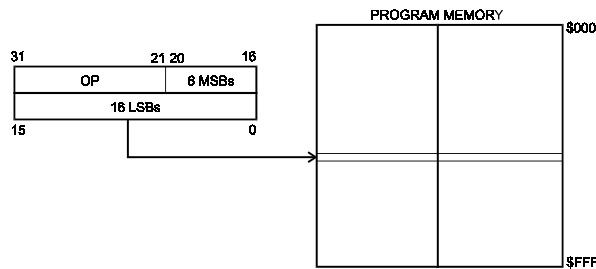 PROGRAM MEMORY
$000
31 21 20 16
OP 6 MSBs
16 LSBs
15 0
$FFF